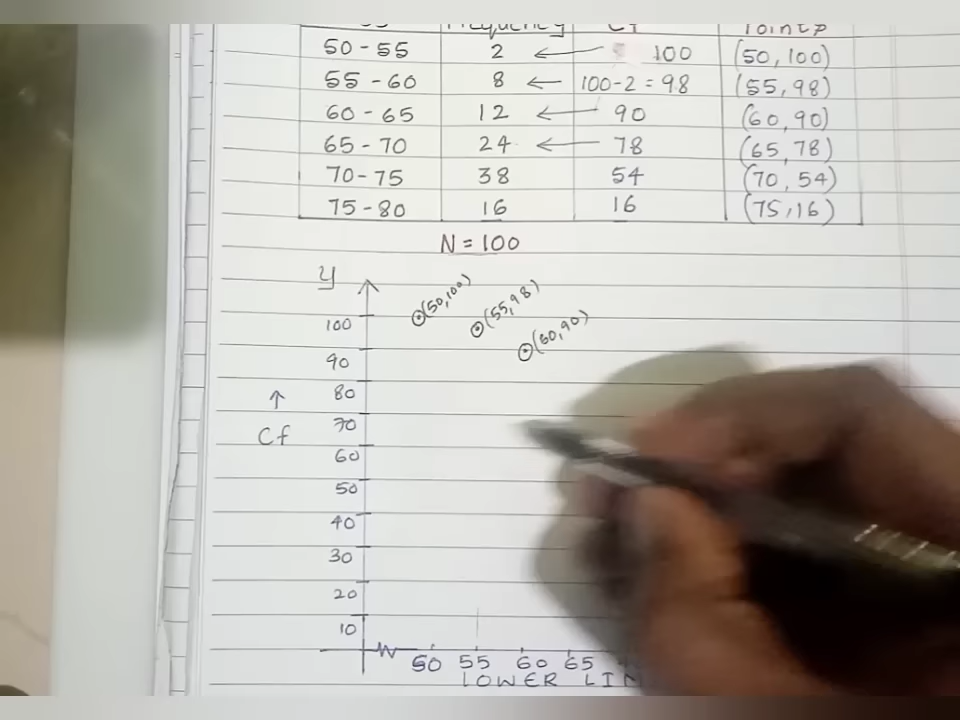 Frequency
50-55 2 100 (50,100)
55-60 8 100-2=98 (55,98)
60-65 12 90 (60,90)
65-70 24 78 (65,78)
70-75 38 54 (70,54)
75-80 16 16 (75,16)
N=100
y
(50,100) (55,98) (60,90)
100
90
80
70
Cf
60
50
40
30
20
10
50 55 60 65
LOWER LI